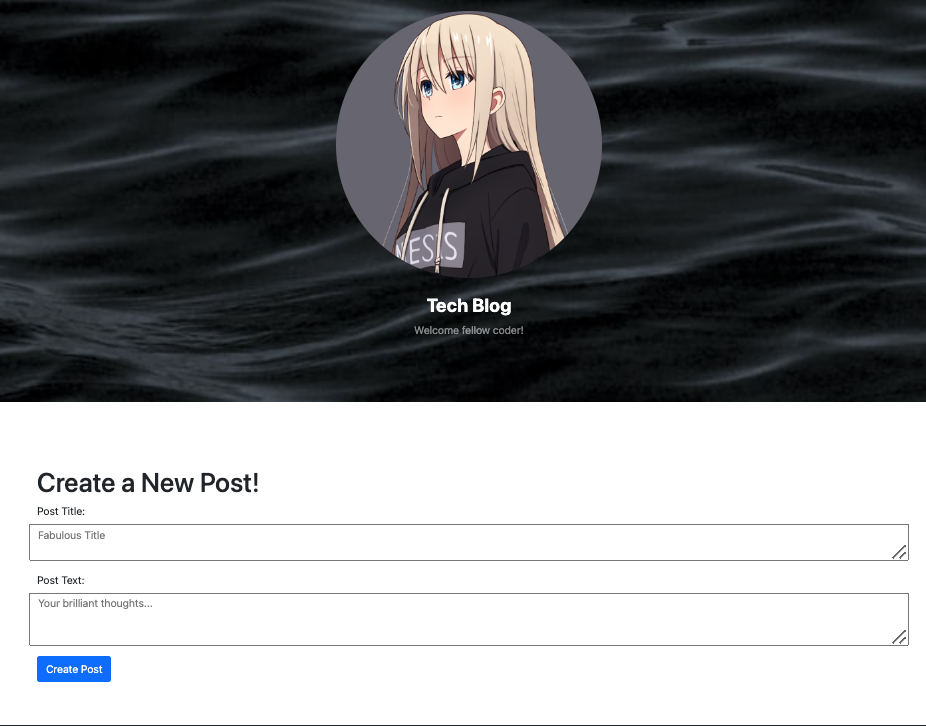 NESIS
Tech Blog
Welcome fellow coder!
Create a New Post!
Post Title:
Fabulous Title
Post Text:
Your brilliant thoughts...
Create Post